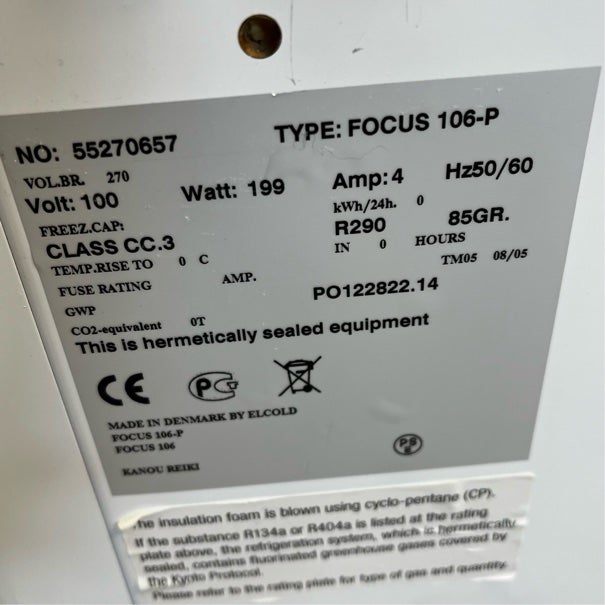 NO: 55270657 TYPE: FOCUS 106-P
VOL.BR. 270
Volt: 100 Watt: 199 Amp: 4 Hz50/60
FREEZ.CAP: kWh/24h. 0
CLASS CC.3 R290 85GR.
TEMP.RISE TO 0 C IN 0 HOURS
FUSE RATING AMP. TM05 08/05
GWP PO122822.14
CO2-equivalent 0T
This is hermetically sealed equipment
CE PG
MADE IN DENMARK BY ELCOLD
FOCUS 106-P
FOCUS 106
PS E
KANOU REIKI
he insulation foam is blown using cyclo-pentane (CP).
If the substance R134a or R404a is listed at the rating
plate above, the refrigeration system, which is hermetically
sealed, contains fluorinated greenhouse gases covered by
the Kyoto Protocol.
Please refer to the rating plate for type of gas and quantity.